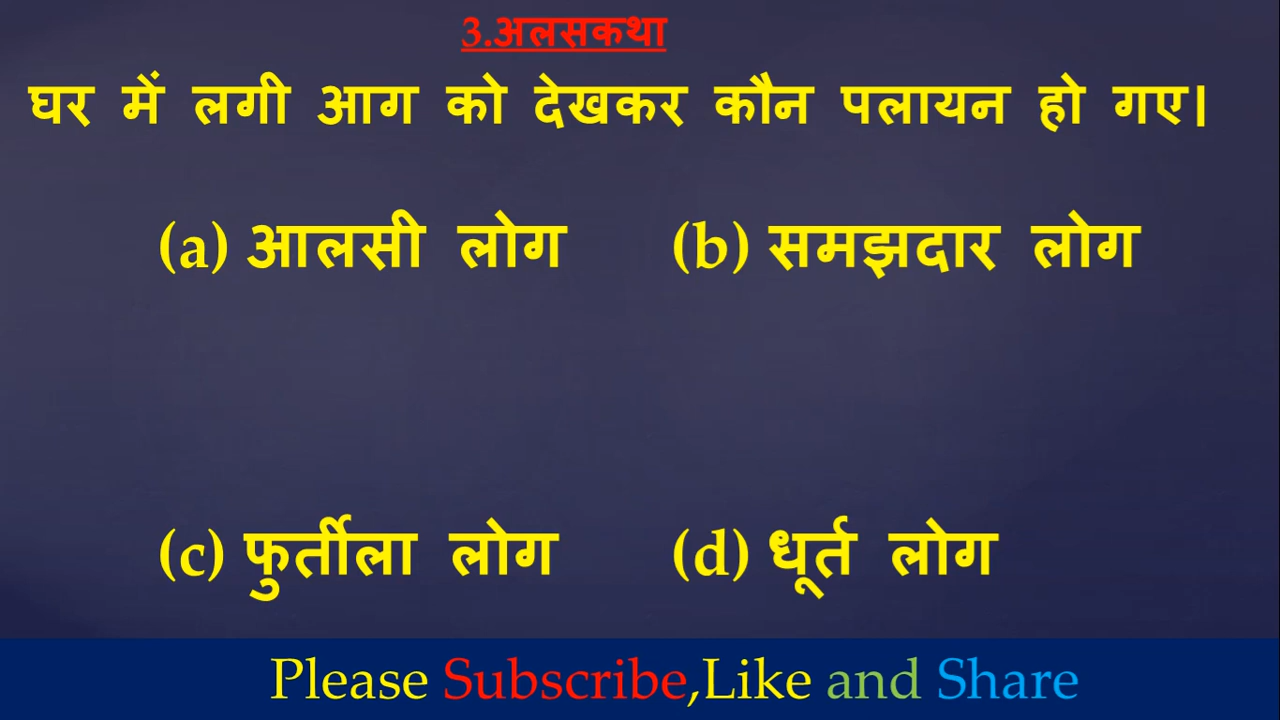 3.अलसकथा
घर में लगी आग को देखकर कौन पलायन हो गए।
(a) आलसी लोग (b) समझदार लोग
(c) फुर्तीला लोग (d) धूर्त लोग
Please Subscribe,Like and Share